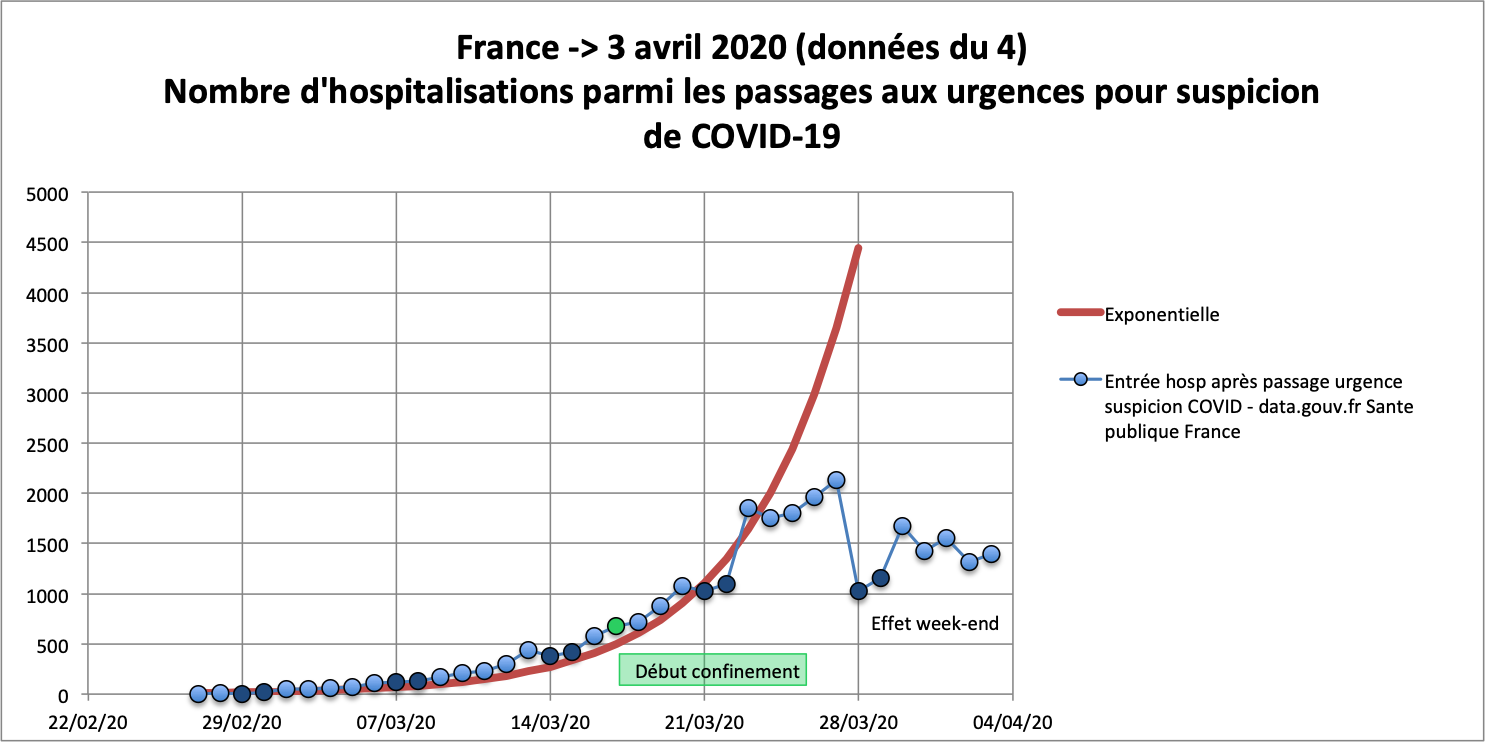 France -> 3 avril 2020 (données du 4)
Nombre d'hospitalisations parmi les passages aux urgences pour suspicion
de COVID-19
5000
4500
4000
3500
3000
2500
2000
1500
1000
500
0
22/02/20
29/02/20
07/03/20
14/03/20
21/03/20
28/03/20
04/04/20
Effet week-end
Début confinement
Exponentielle
Entrée hosp après passage urgence
suspicion COVID - data.gouv.fr Sante
publique France